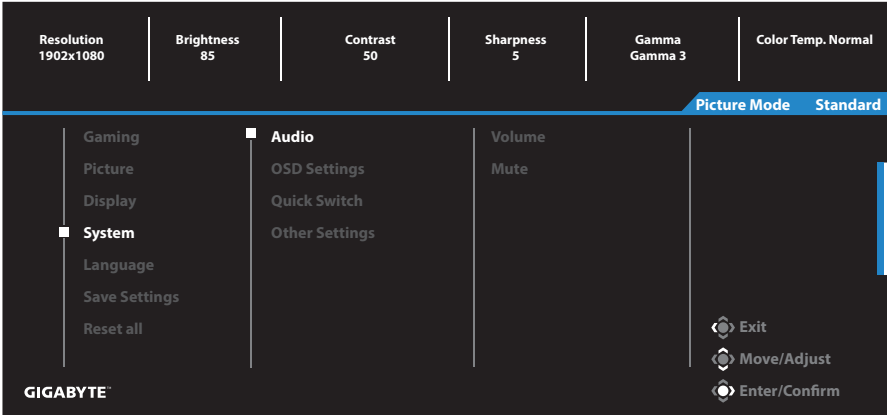 Resolution Brightness Contrast Sharpness Gamma Color Temp. Normal
1902x1080 85 50 5 Gamma 3
Picture Mode Standard
Gaming Audio Volume
Picture OSD Settings Mute
Display Quick Switch
System Other Settings
Language
Save Settings
Reset all
Exit
Move/Adjust
Enter/Confirm
GIGABYTE™